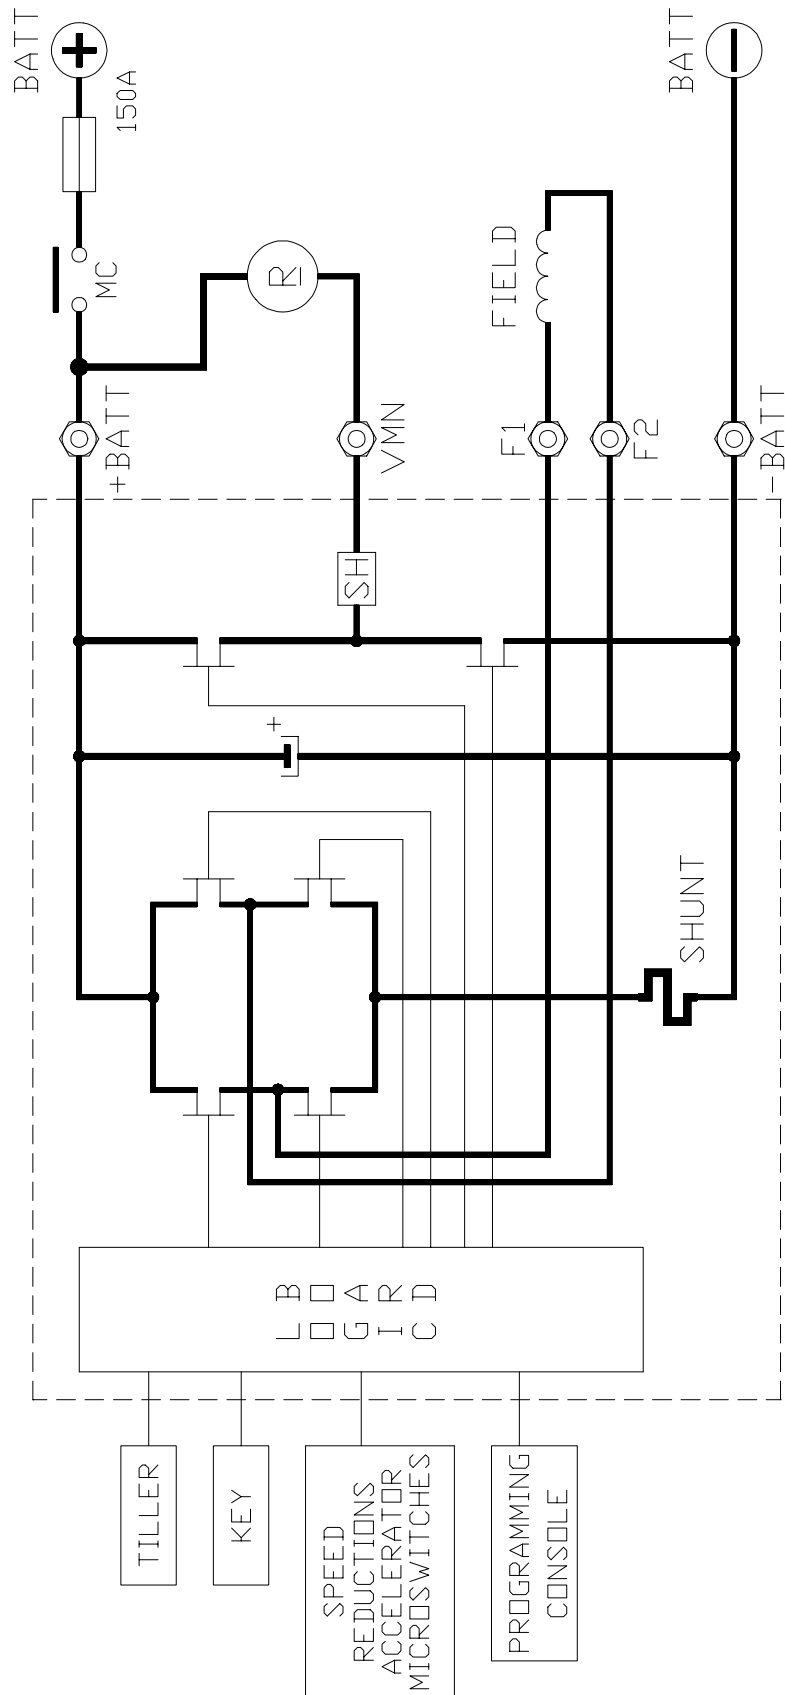 BATT
+
150A
MC
+BATT
R
VMN
SH
FIELD
F1
F2
BATT
-BATT
+
SHUNT
LOGIC
BOARD
TILLER
KEY
SPEED
REDUCTIONS
ACCELERATOR
MICROSWITCHES
PROGRAMMING
CONSOLE